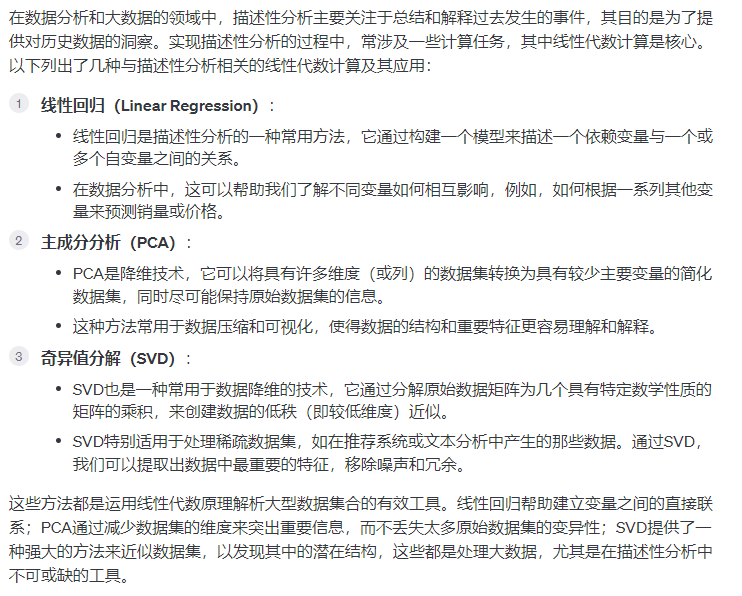 在数据分析和大数据的领域中，描述性分析主要关注于总结和解释过去发生的事件，其目的是为了提
供对历史数据的洞察。实现描述性分析的过程中，常涉及一些计算任务，其中线性代数计算是核心。
以下列出了几种与描述性分析相关的线性代数计算及其应用：
1 线性回归（Linear Regression）：
• 线性回归是描述性分析的一种常用方法，它通过构建一个模型来描述一个依赖变量与一个或
多个自变量之间的关系。
• 在数据分析中，这可以帮助我们了解不同变量如何相互影响，例如，如何根据一系列其他变
量来预测销量或价格。
2 主成分分析（PCA）：
• PCA是降维技术，它可以将具有许多维度（或列）的数据集转换为具有较少主要变量的简化
数据集，同时尽可能保持原始数据集的信息。
• 这种方法常用于数据压缩和可视化，使得数据的结构和重要特征更容易理解和解释。
3 奇异值分解（SVD）：
• SVD也是一种常用于数据降维的技术，它通过分解原始数据矩阵为几个具有特定数学性质的
矩阵的乘积，来创建数据的低秩（即较低维度）近似。
• SVD特别适用于处理稀疏数据集，如在推荐系统或文本分析中产生的那些数据。通过SVD，
我们可以提取出数据中最重要的特征，移除噪声和冗余。
这些方法都是运用线性代数原理解析大型数据集合的有效工具。线性回归帮助建立变量之间的直接联
系；PCA通过减少数据集的维度来突出重要信息，而不丢失太多原始数据集的变异性；SVD提供了一
种强大的方法来近似数据集，以发现其中的潜在结构，这些都是处理大数据，尤其是在描述性分析中
不可或缺的工具。